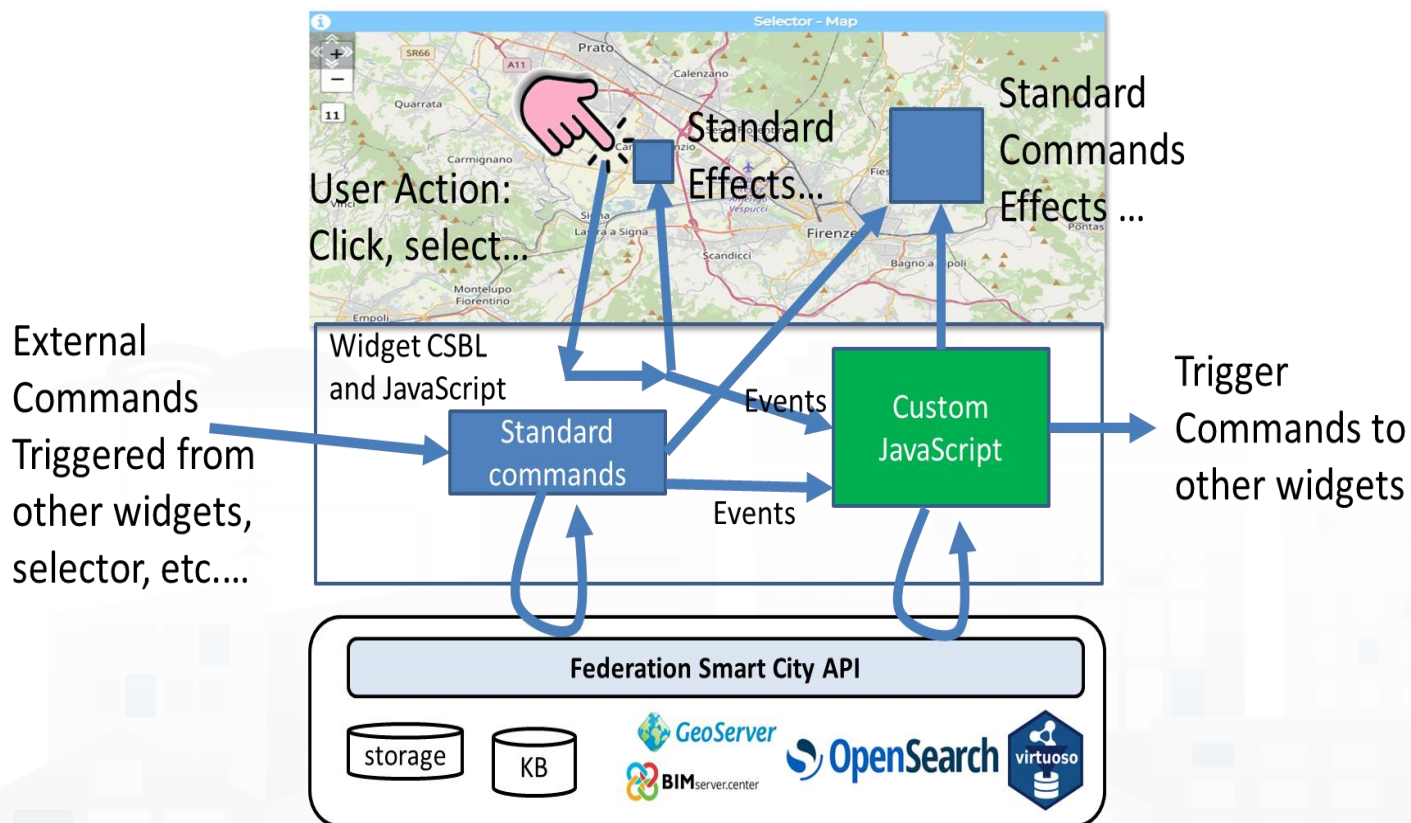 Selector - Map
SR66
A11
Prato
Calenzano
+
−
11
Quarrata
Carmignano
Standard
Effects...
Standard
Commands
Effects ...
User Action:
Click, select...
Signa
Lastra a Signa
Vespucci
Firenze
Scandicci
Bagno a Ripoli
Pontas
Montelupo
Fiorentino
Empoli
External
Commands
Triggered from
other widgets,
selector, etc....
Widget CSBL
and JavaScript
Standard
commands
Events
Events
Custom
JavaScript
Trigger
Commands to
other widgets
Federation Smart City API
storage
KB
GeoServer
BIMserver.center
OpenSearch
virtuoso